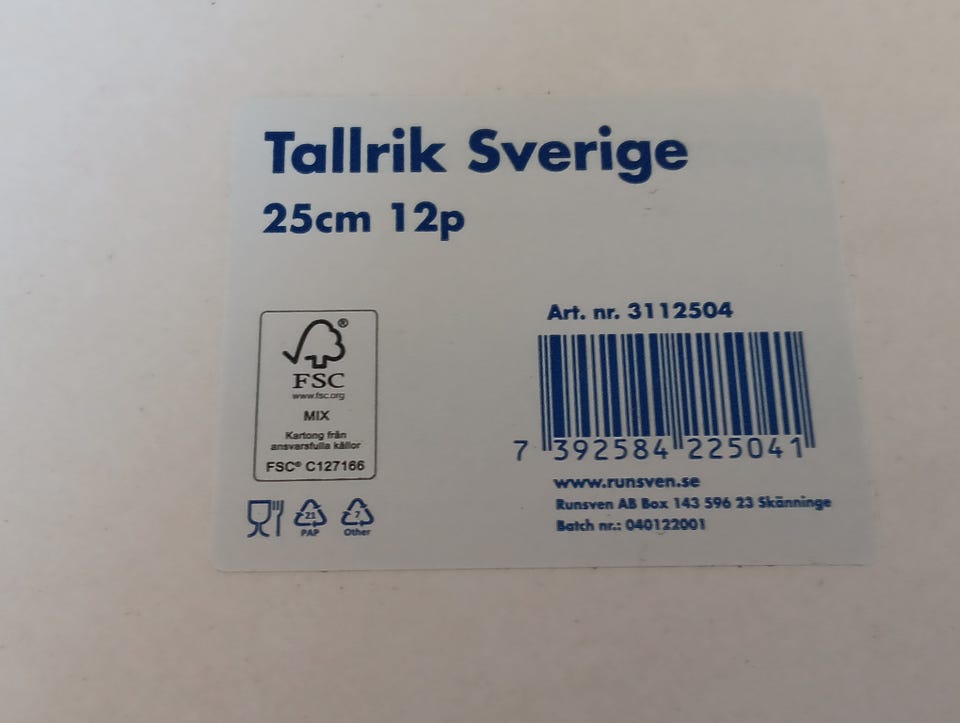 Tallrik Sverige
25cm 12p
Art. nr. 3112504
7 392584 225041
FSC
®
www.fsc.org
MIX
Kartong från
ansvarsfulla källor
FSC® C127166
21
PAP
7
Other
www.runsven.se
Runsven AB Box 143 596 23 Skänninge
Batch nr.: 040122001